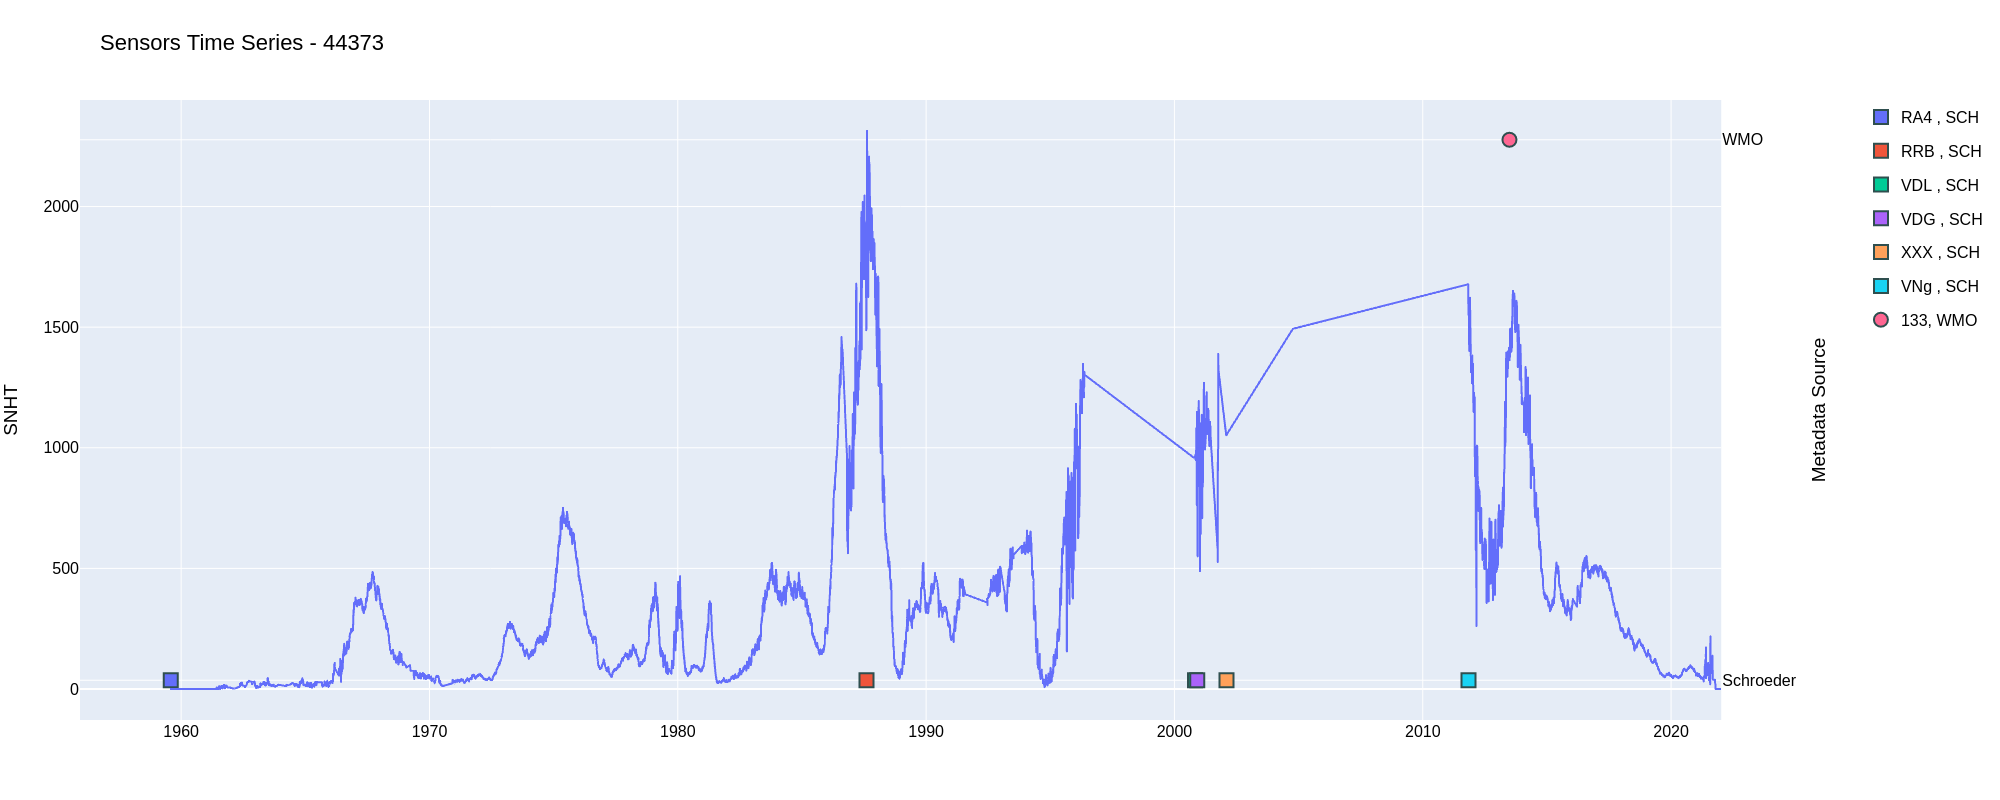 Sensors Time Series - 44373
SNHT
2000
1500
1000
500
0
1960
1970
1980
1990
2000
2010
2020
WMO
Schroeder
Metadata Source
RA4 , SCH
RRB , SCH
VDL , SCH
VDG , SCH
XXX , SCH
VNg , SCH
133, WMO